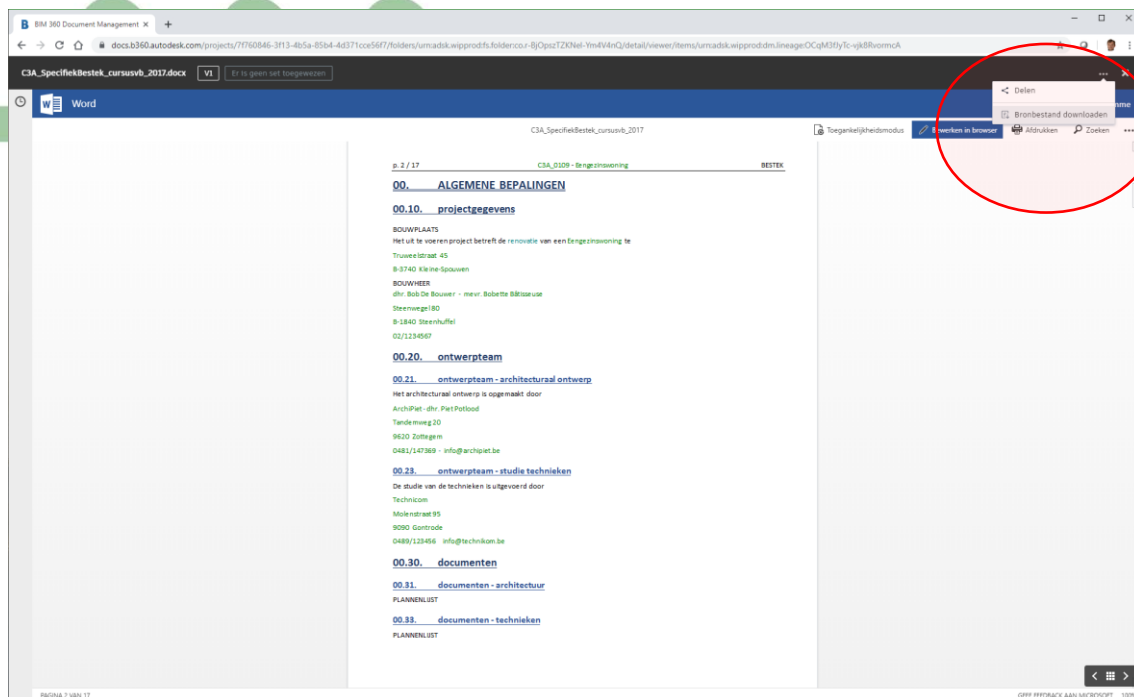 BIM 360 Document Management
docs.b360.autodesk.com/projects/7f760846-3f13-4b5a-85b4-4d371cce56f7/folders/urn:adsk.wipprod:fs.folder:co.r-BjOpszTZKNeI-Ym4V4nQ/detail/viewer/items/urn:adsk.wipprod:dm.lineage:OCqM3fJyTc-vjk8RvormcA
C3A_SpecifiekBestek_cursusvb_2017.docx V1 Er is geen set toegewezen
Delen
Word
Bronbestand downloaden
C3A_SpecifiekBestek_cursusvb_2017 Toegankelijkheidsmodus Bewerken in browser Afdrukken Zoeken
p. 2 / 17 C3A_0109 - Eengezinswoning BESTEK
00. ALGEMENE BEPALINGEN
00.10. projectgegevens
BOUWPLAATS
Het uit te voeren project betreft de renovatie van een Eengezinswoning te
Truweelstraat 45
B-3740 Kleine-Spouwen
BOUWHEER
dhr. Bob De Bouwer - mevr. Bobette Bâtisseuse
Steenwegel 80
B-1840 Steenhuffel
02/1234567
00.20. ontwerpteam
00.21. ontwerpteam - architecturaal ontwerp
Het architecturaal ontwerp is opgemaakt door
ArchiPiet - dhr. Piet Potlood
Tandemweg 20
9620 Zottegem
0481/147369 - info@archipiet.be
00.23. ontwerpteam - studie technieken
De studie van de technieken is uitgevoerd door
Technicom
Molenstraat 95
9090 Gontrode
0489/123456 info@technikom.be
00.30. documenten
00.31. documenten - architectuur
PLANNENLIJST
00.33. documenten - technieken
PLANNENLIJST
PAGINA 2 VAN 17 GEEF FEEDBACK AAN MICROSOFT